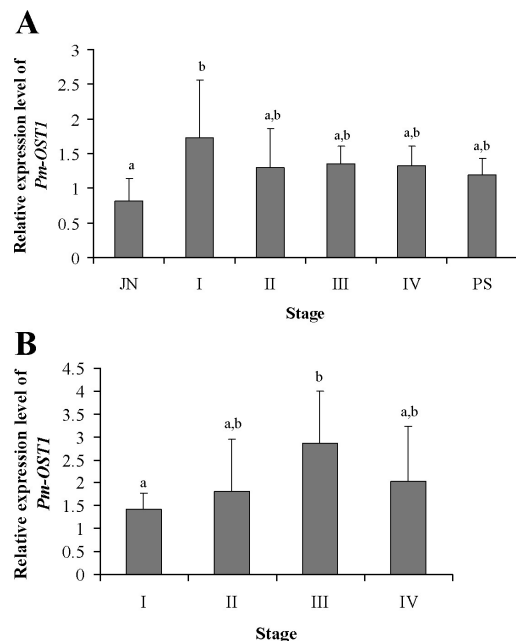 A
Relative expression level of
Pm-OST1
3
2.5
2
1.5
1
0.5
0
a
b
a,b
a,b
a,b
a,b
JN
I
II
III
IV
PS
Stage
B
Relative expression level of
Pm-OST1
4.5
4
3.5
3
2.5
2
1.5
1
0.5
0
a
a,b
b
a,b
I
II
III
IV
Stage